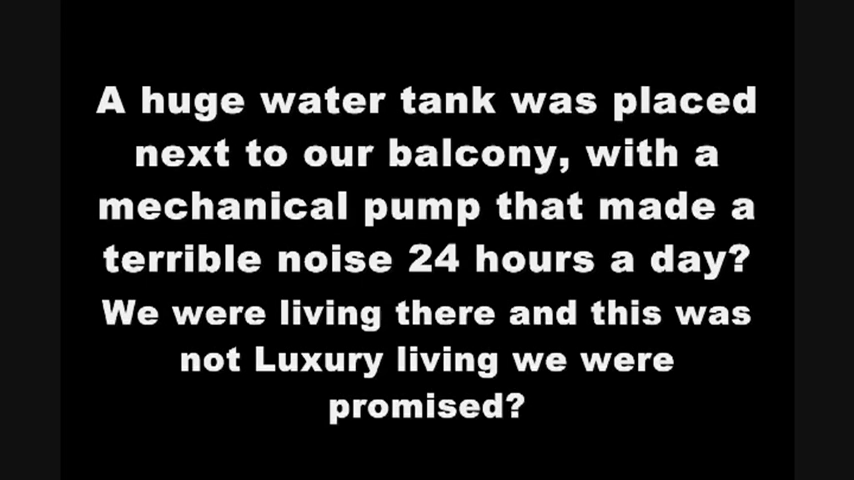 A huge water tank was placed
next to our balcony, with a
mechanical pump that made a
terrible noise 24 hours a day?
We were living there and this was
not Luxury living we were
promised?